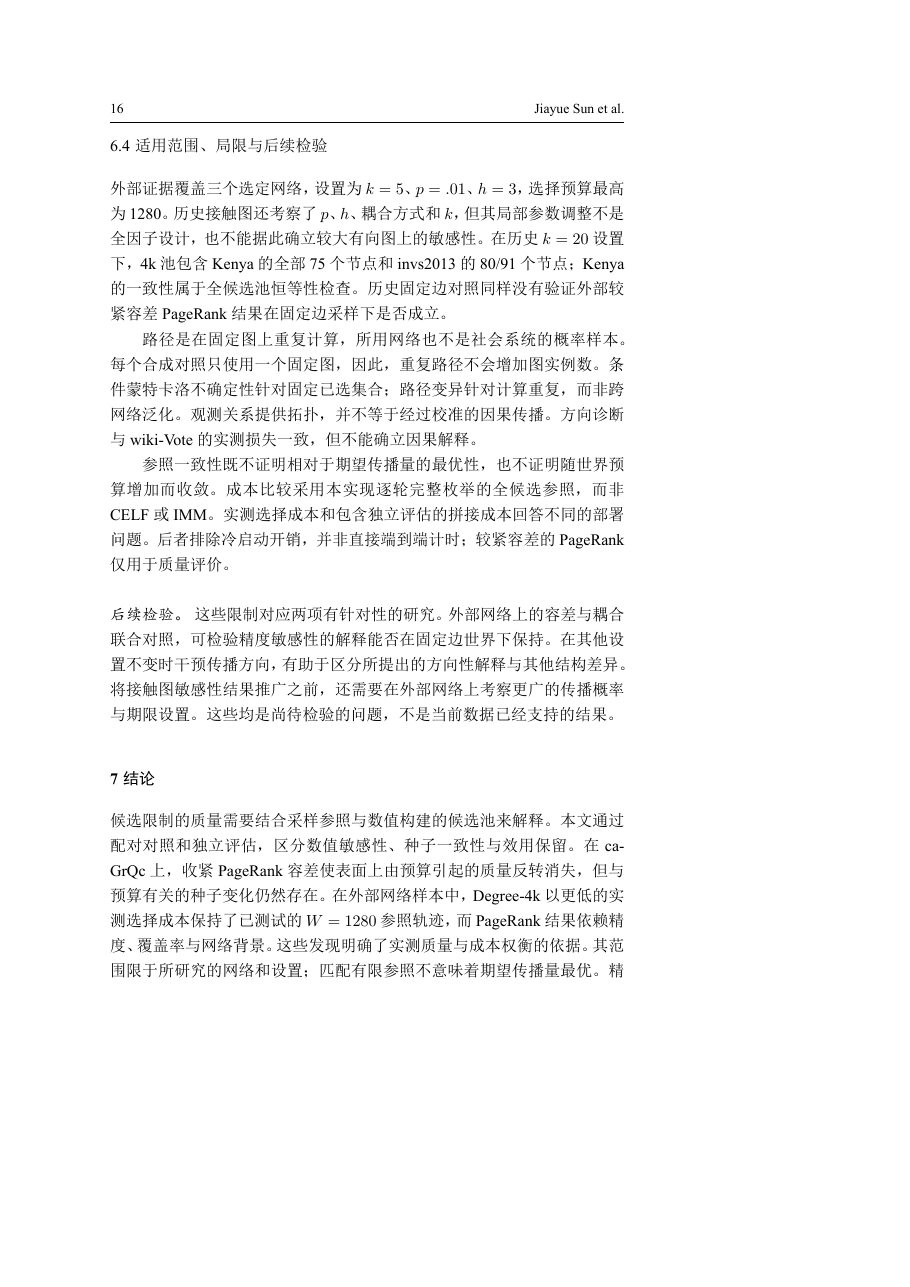 16 Jiayue Sun et al.
6.4 适用范围、局限与后续检验
外部证据覆盖三个选定网络，设置为 k = 5、p = .01、h = 3，选择预算最高
为 1280。历史接触图还考察了 p、h、耦合方式和 k，但其局部参数调整不是
全因子设计，也不能据此确立较大有向图上的敏感性。在历史 k = 20 设置
下，4k 池包含 Kenya 的全部 75 个节点和 invs2013 的 80/91 个节点；Kenya
的一致性属于全候选池恒等性检查。历史固定边对照同样没有验证外部较
紧容差 PageRank 结果在固定边采样下是否成立。
路径是在固定图上重复计算，所用网络也不是社会系统的概率样本。
每个合成对照只使用一个固定图，因此，重复路径不会增加图实例数。条
件蒙特卡洛不确定性针对固定已选集合；路径变异针对计算重复，而非跨
网络泛化。观测关系提供拓扑，并不等于经过校准的因果传播。方向诊断
与 wiki-Vote 的实测损失一致，但不能确立因果解释。
参照一致性既不证明相对于期望传播量的最优性，也不证明随世界预
算增加而收敛。成本比较采用本实现逐轮完整枚举的全候选参照，而非
CELF 或 IMM。实测选择成本和包含独立评估的拼接成本回答不同的部署
问题。后者排除冷启动开销，并非直接端到端计时；较紧容差的 PageRank
仅用于质量评价。
后续检验。 这些限制对应两项有针对性的研究。外部网络上的容差与耦合
联合对照，可检验精度敏感性的解释能否在固定边世界下保持。在其他设
置不变时干预传播方向，有助于区分所提出的方向性解释与其他结构差异。
将接触图敏感性结果推广之前，还需要在外部网络上考察更广的传播概率
与期限设置。这些均是尚待检验的问题，不是当前数据已经支持的结果。
7 结论
候选限制的质量需要结合采样参照与数值构建的候选池来解释。本文通过
配对对照和独立评估，区分数值敏感性、种子一致性与效用保留。在 ca-
GrQc 上，收紧 PageRank 容差使表面上由预算引起的质量反转消失，但与
预算有关的种子变化仍然存在。在外部网络样本中，Degree-4k 以更低的实
测选择成本保持了已测试的 W = 1280 参照轨迹，而 PageRank 结果依赖精
度、覆盖率与网络背景。这些发现明确了实测质量与成本权衡的依据。其范
围限于所研究的网络和设置；匹配有限参照不意味着期望传播量最优。精